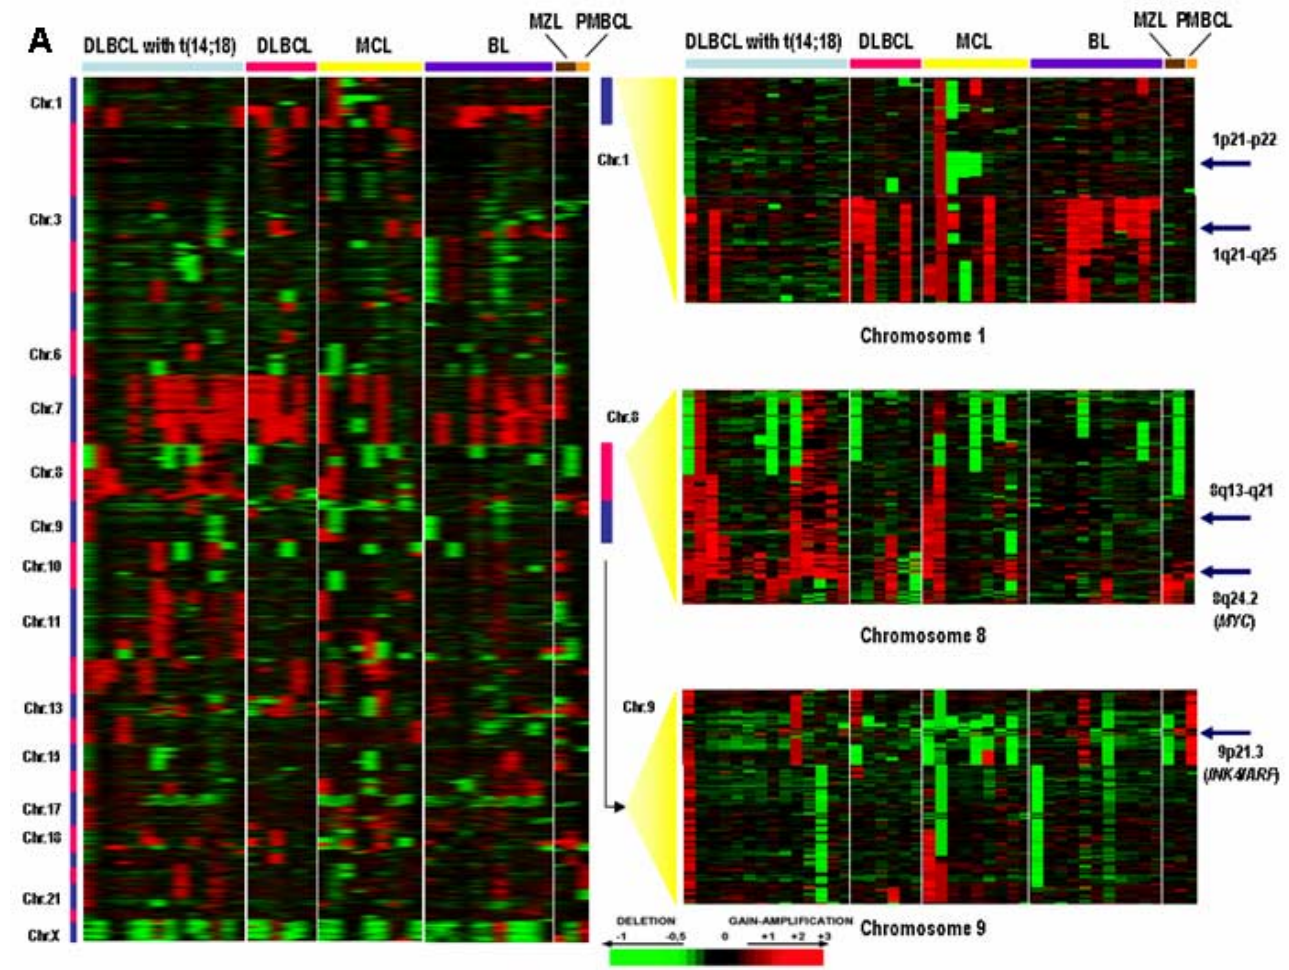 A
DLBCL with t(14;18)
DLBCL
MCL
BL
MZL
PMBCL
Chr.1
Chr.3
Chr.6
Chr.7
Chr.8
Chr.9
Chr.10
Chr.11
Chr.13
Chr.15
Chr.17
Chr.18
Chr.21
Chr.X
DLBCL with t(14;18)
DLBCL
MCL
BL
MZL
PMBCL
Chr.1
1p21-p22
1q21-q25
Chromosome 1
Chr.8
8q13-q21
8q24.2
(MYC)
Chromosome 8
Chr.9
9p21.3
(INK4/ARF)
Chromosome 9
DELETION
GAIN-AMPLIFICATION
-1 -0,5 0 +1 +2 +3